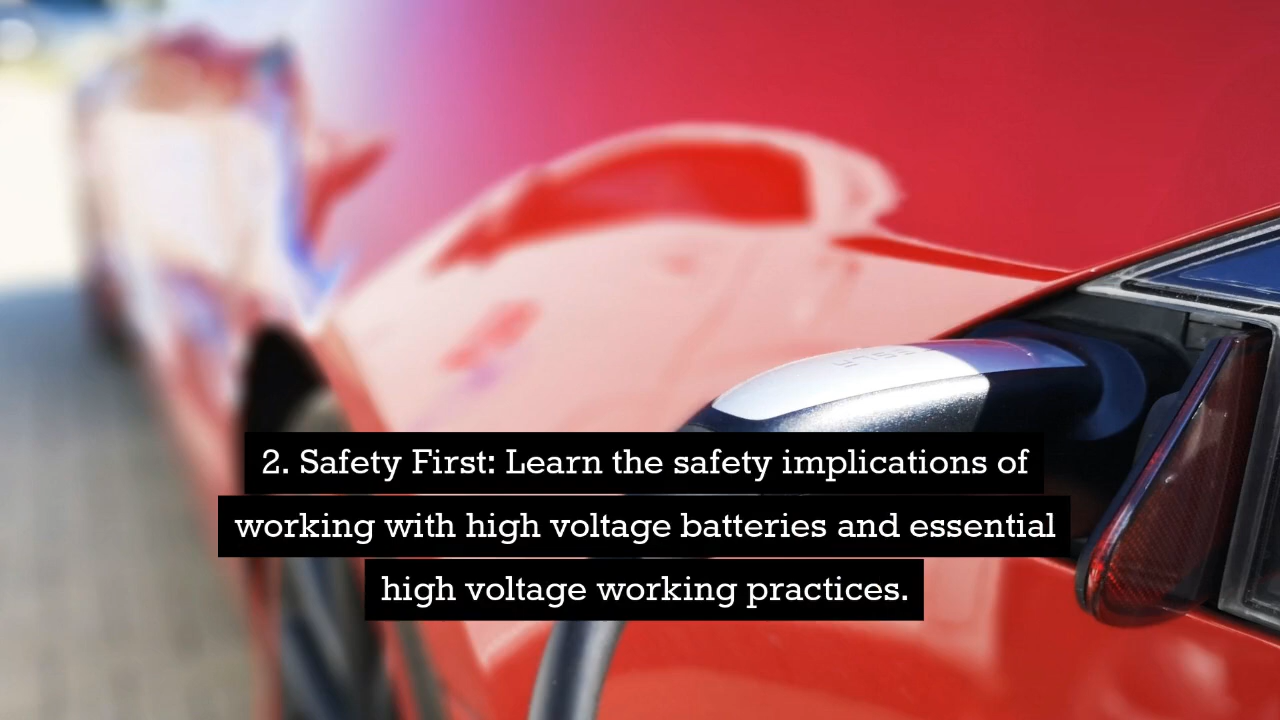 2. Safety First: Learn the safety implications of
working with high voltage batteries and essential
high voltage working practices.